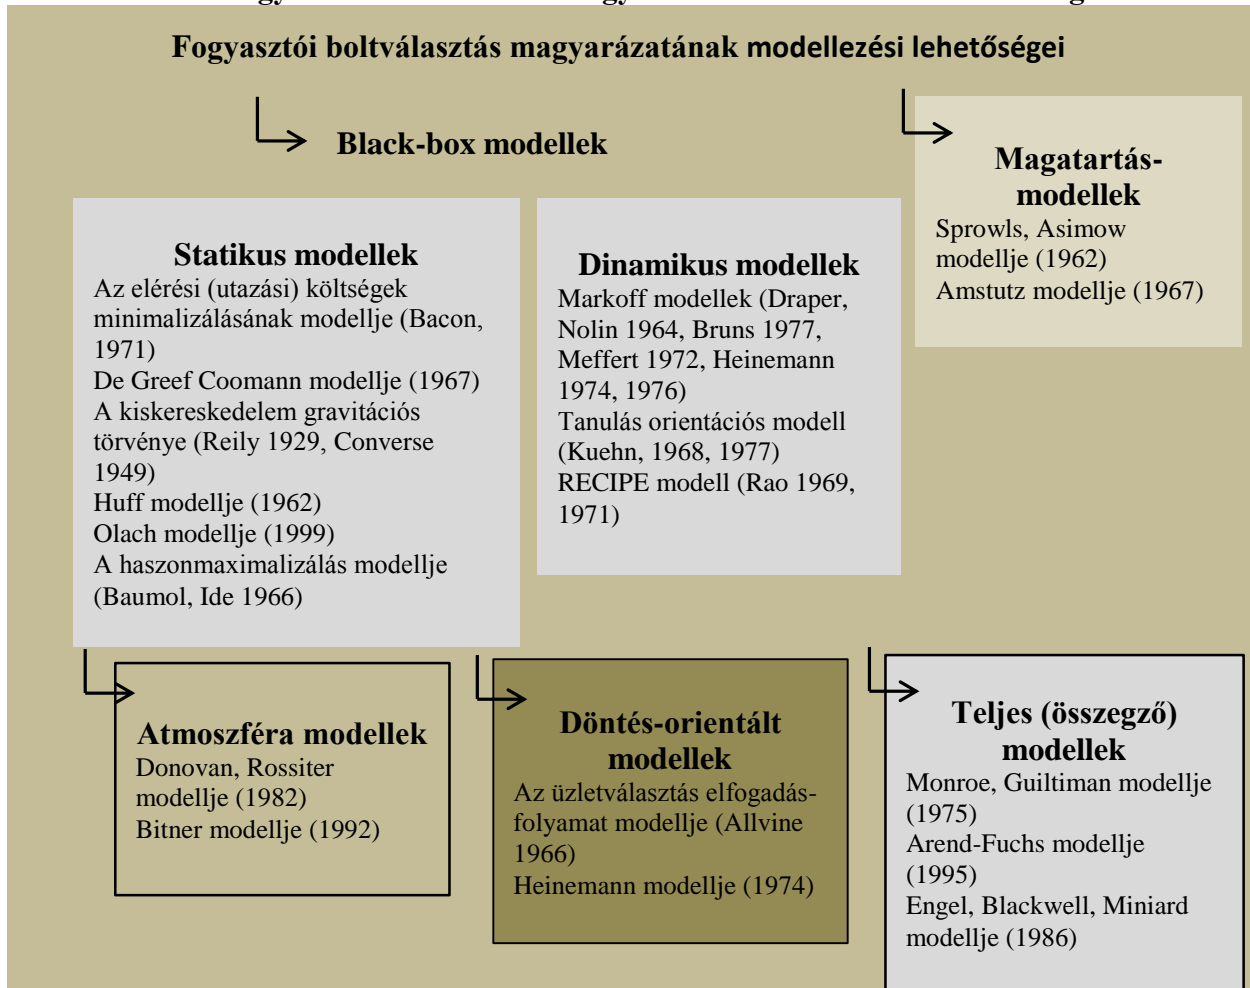 Fogyasztói boltválasztás magyarázatának modellezési lehetőségei
Black-box modellek
Magatartás-
modellek
Sprowls, Asimow
modellje (1962)
Amstutz modellje (1967)
Statikus modellek
Az elérési (utazási) költségek
minimalizálásának modellje (Bacon,
1971)
De Greef Coomann modellje (1967)
A kiskereskedelem gravitációs
törvénye (Reily 1929, Converse
1949)
Huff modellje (1962)
Olach modellje (1999)
A haszonmaximalizálás modellje
(Baumol, Ide 1966)
Dinamikus modellek
Markoff modellek (Draper,
Nolin 1964, Bruns 1977,
Meffert 1972, Heinemann
1974, 1976)
Tanulás orientációs modell
(Kuehn, 1968, 1977)
RECIPE modell (Rao 1969,
1971)
Atmoszféra modellek
Donovan, Rossiter
modellje (1982)
Bitner modellje (1992)
Döntés-orientált
modellek
Az üzletválasztás elfogadás-
folyamat modellje (Allvine
1966)
Heinemann modellje (1974)
Teljes (összegző)
modellek
Monroe, Guiltiman modellje
(1975)
Arend-Fuchs modellje
(1995)
Engel, Blackwell, Miniard
modellje (1986)